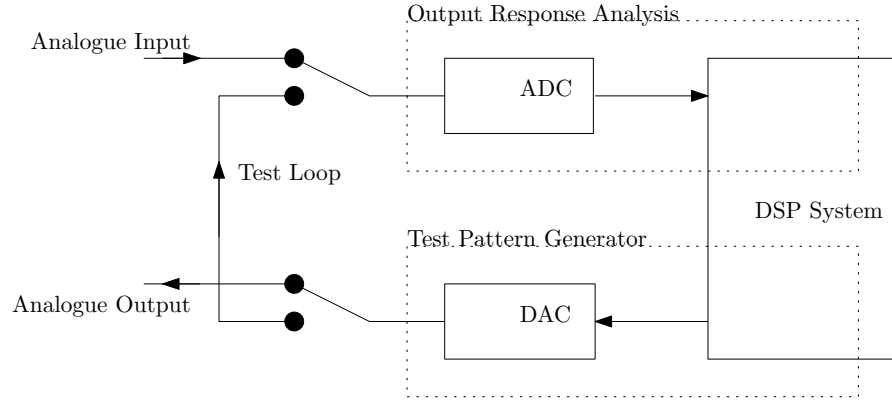 Output Response Analysis
Analogue Input
ADC
Test Loop
DSP System
Test Pattern Generator
Analogue Output
DAC